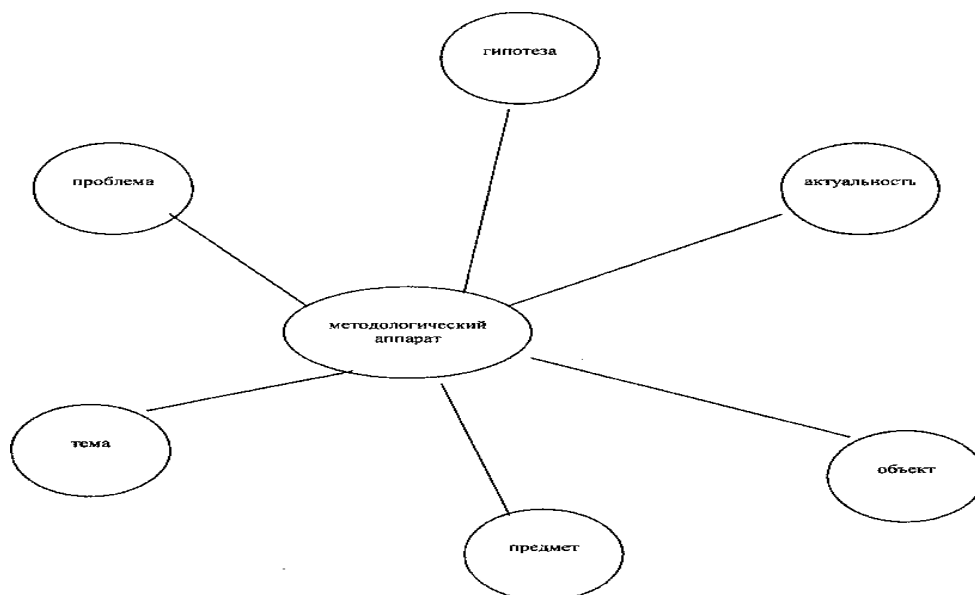 гипотеза
проблема
актуальность
методологический
аппарат
тема
объект
предмет